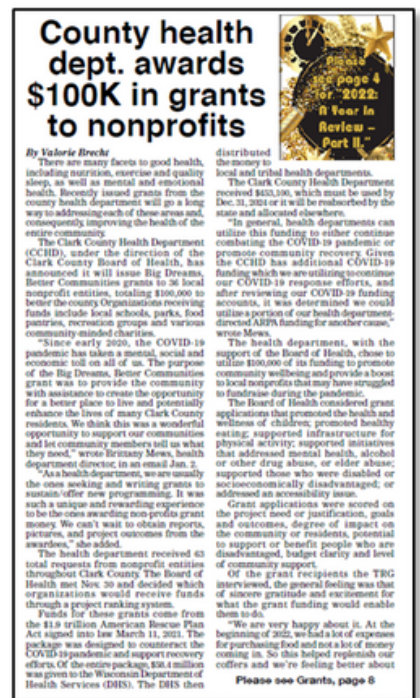 County health
dept. awards
$100K in grants
to nonprofits
Please
see page 4
for "2022:
A Year in
Review –
Part II."
By Valorie Brecht
There are many facets to good health,
including nutrition, exercise and quality
sleep, as well as mental and emotional
health. Recently issued grants from the
county health department will go a long
way to addressing each of these areas and,
consequently, improving the health of the
entire community.
The Clark County Health Department
(CCHD), under the direction of the
Clark County Board of Health, has
announced it will issue Big Dreams,
Better Communities grants to 36 local
nonprofit entities, totaling $100,000 to
better the county. Organizations receiving
funds include local schools, parks, food
pantries, recreation groups and various
community-minded charities.
"Since early 2020, the COVID-19
pandemic has taken a mental, social and
economic toll on all of us. The purpose
of the Big Dreams, Better Communities
grant was to provide the community
with assistance to create the opportunity
for a better place to live and potentially
enhance the lives of many Clark County
residents. We think this was a wonderful
opportunity to support our communities
and let community members tell us what
they need," wrote Brittany Mews, health
department director, in an email Jan. 2.
"As a health department, we are usually
the ones seeking and writing grants to
sustain/offer new programming. It was
such a unique and rewarding experience
to be the ones awarding non-profits grant
money. We can't wait to obtain reports,
pictures, and project outcomes from the
awardees," she added.
The health department received 63
total requests from nonprofit entities
throughout Clark County. The Board of
Health met Nov. 30 and decided which
organizations would receive funds
through a project ranking system.
Funds for these grants come from
the $1.9 trillion American Rescue Plan
Act signed into law March 11, 2021. The
package was designed to counteract the
COVID-19 pandemic and support recovery
efforts. Of the entire package, $58.4 million
was given to the Wisconsin Department of
Health Services (DHS). The DHS then
distributed
the money to
local and tribal health departments.
The Clark County Health Department
received $453,100, which must be used by
Dec. 31, 2024 or it will be reabsorbed by the
state and allocated elsewhere.
"In general, health departments can
utilize this funding to either continue
combating the COVID-19 pandemic or
promote community recovery. Given
the CCHD has additional COVID-19
funding which we are utilizing to continue
our COVID-19 response efforts, and
after reviewing our COVID-19 funding
accounts, it was determined we could
utilize a portion of our health department-
directed ARPA funding for another cause,"
wrote Mews.
The health department, with the
support of the Board of Health, chose to
utilize $100,000 of its funding to promote
community wellbeing and provide a boost
to local nonprofits that may have struggled
to fundraise during the pandemic.
The Board of Health considered grant
applications that promoted the health and
wellness of children; promoted healthy
eating; supported infrastructure for
physical activity; supported initiatives
that addressed mental health, alcohol
or other drug abuse, or elder abuse;
supported those who were disabled or
socioeconomically disadvantaged; or
addressed an accessibility issue.
Grant applications were scored on
the project need or justification, goals
and outcomes, degree of impact on
the community or residents, potential
to support or benefit people who are
disadvantaged, budget clarity and level
of community support.
Of the grant recipients the TRG
interviewed, the general feeling was that
of sincere gratitude and excitement for
what the grant funding would enable
them to do.
"We are very happy about it. At the
beginning of 2022, we had a lot of expenses
for purchasing food and not a lot of money
coming in. So this helped replenish our
coffers and we're feeling better about
Please see Grants, page 8